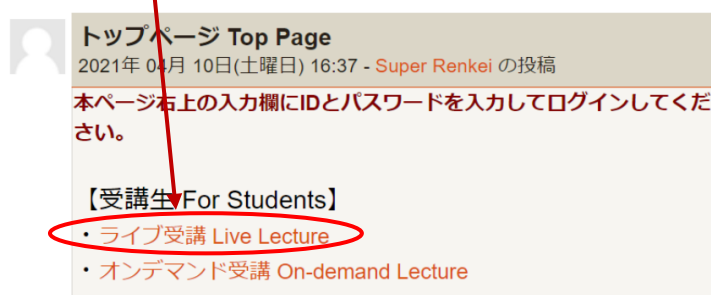 トップページ Top Page
2021年 04月 10日(土曜日) 16:37 - Super Renkei の投稿
本ページ右上の入力欄にIDとパスワードを入力してログインしてくだ
さい。
【受講生 For Students】
・ライブ受講 Live Lecture
・オンデマンド受講 On-demand Lecture